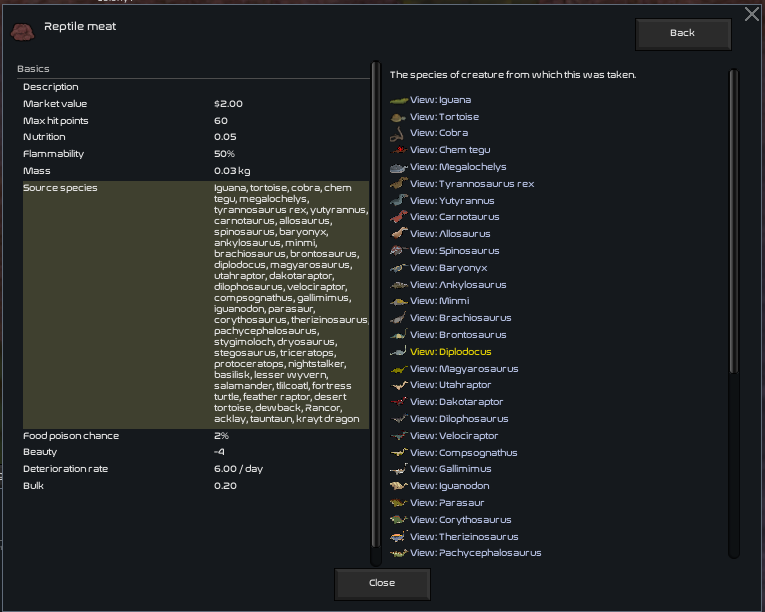 Reptile meat
Back
Basics
Description
Market value $2.00
Max hit points 60
Nutrition 0.05
Flammability 50%
Mass 0.03 kg
Source species Iguana, tortoise, cobra, chem
tegu, megalochelys,
tyrannosaurus rex, yutyrannus,
carnotaurus, allosaurus,
spinosaurus, baryonyx,
ankylosaurus, minmi,
brachiosaurus, brontosaurus,
diplodocus, magyarosaurus,
utahraptor, dakotaraptor,
dilophosaurus, velociraptor,
compsognathus, gallimimus,
iguanodon, parasaur,
corythosaurus, therizinosaurus,
pachycephalosaurus,
stygimoloch, dryosaurus,
stegosaurus, triceratops,
protoceratops, nightstalker,
basilisk, lesser wyvern,
salamander, tlilcoatl, fortress
turtle, feather raptor, desert
tortoise, dewback, Rancor,
acklay, tauntaun, krayt dragon
Food poison chance 2%
Beauty -4
Deterioration rate 6.00 / day
Bulk 0.20
The species of creature from which this was taken.
View: Iguana
View: Tortoise
View: Cobra
View: Chem tegu
View: Megalochelys
View: Tyrannosaurus rex
View: Yutyrannus
View: Carnotaurus
View: Allosaurus
View: Spinosaurus
View: Baryonyx
View: Ankylosaurus
View: Minmi
View: Brachiosaurus
View: Brontosaurus
View: Diplodocus
View: Magyarosaurus
View: Utahraptor
View: Dakotaraptor
View: Dilophosaurus
View: Velociraptor
View: Compsognathus
View: Gallimimus
View: Iguanodon
View: Parasaur
View: Corythosaurus
View: Therizinosaurus
View: Pachycephalosaurus
Close